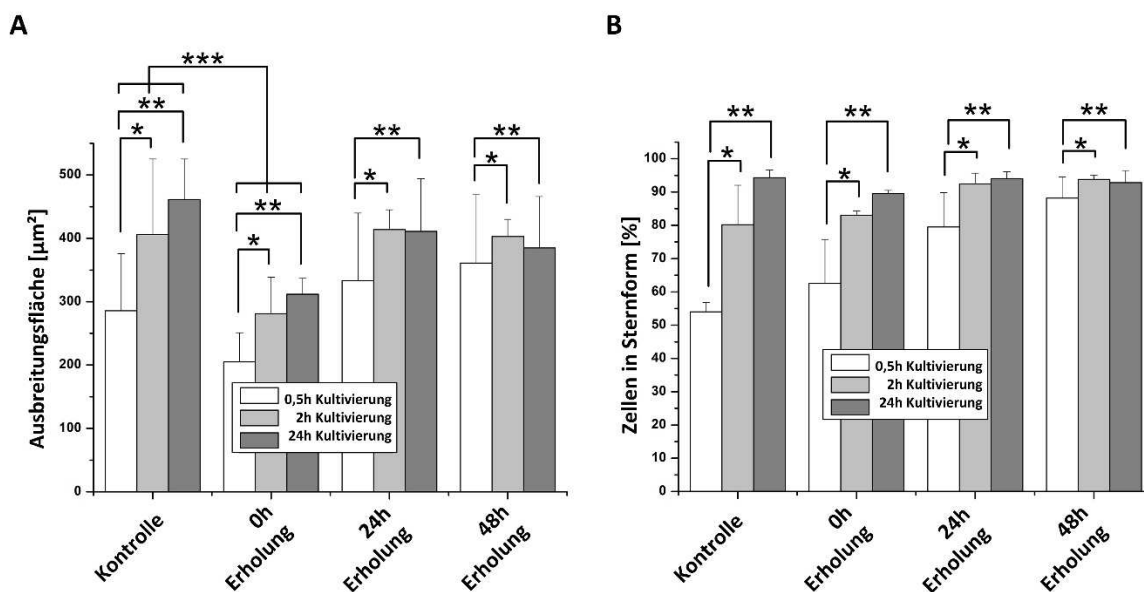 A
Ausbreitungsfläche [µm²]
500
400
300
200
100
0
***
**
*
**
*
**
*
**
*
0,5h Kultivierung
2h Kultivierung
24h Kultivierung
Kontrolle
0h
Erholung
24h
Erholung
48h
Erholung
B
Zellen in Sternform [%]
100
90
80
70
60
50
40
30
20
10
0
**
*
**
*
**
*
**
*
0,5h Kultivierung
2h Kultivierung
24h Kultivierung
Kontrolle
0h
Erholung
24h
Erholung
48h
Erholung